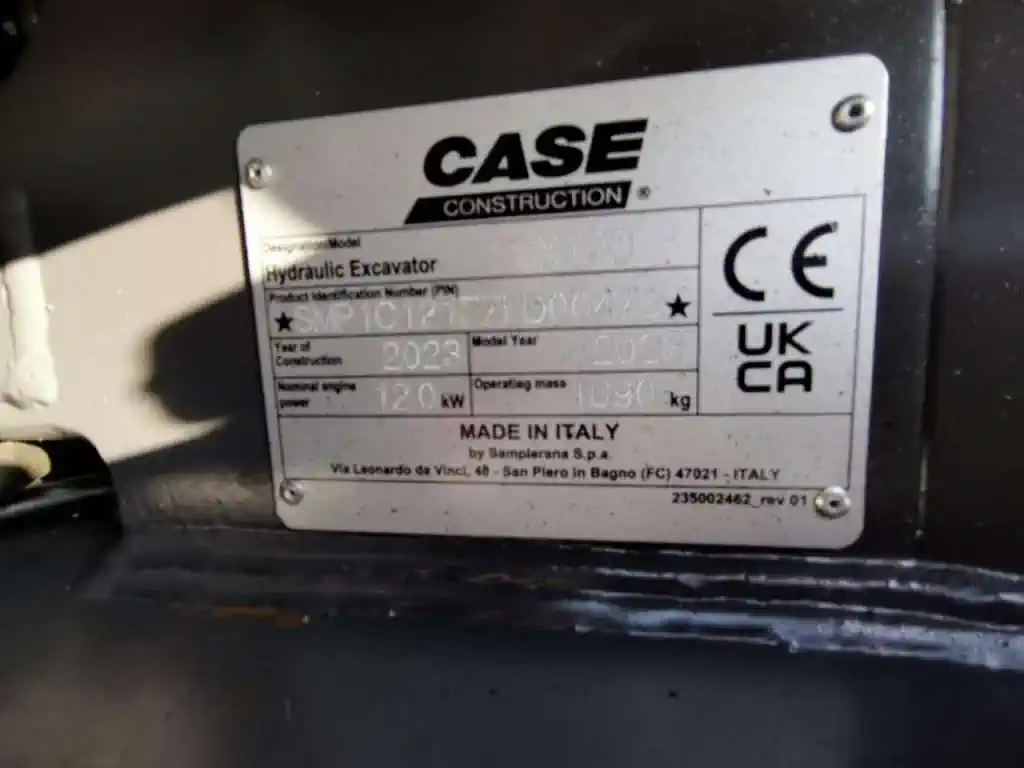 CASE
CONSTRUCTION ®
Designation/Model
Hydraulic Excavator
Product Identification Number (PIN)
Year of Construction 2023 Model Year
Nominal engine power 12.0 kW Operating mass kg
CE
UK
CA
MADE IN ITALY
by Sampierana S.p.a.
Via Leonardo da Vinci, 40 - San Piero in Bagno (FC) 47021 - ITALY
235002462_rev 01